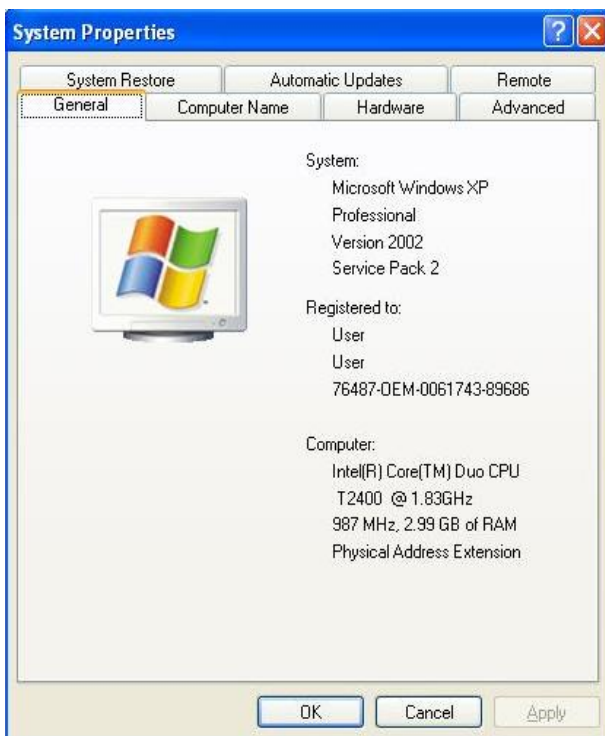 System Properties
System Restore Automatic Updates Remote
General Computer Name Hardware Advanced
System:
Microsoft Windows XP
Professional
Version 2002
Service Pack 2
Registered to:
User
User
76487-OEM-0061743-89686
Computer:
Intel(R) Core(TM) Duo CPU
T2400 @ 1.83GHz
987 MHz, 2.99 GB of RAM
Physical Address Extension
OK Cancel Apply